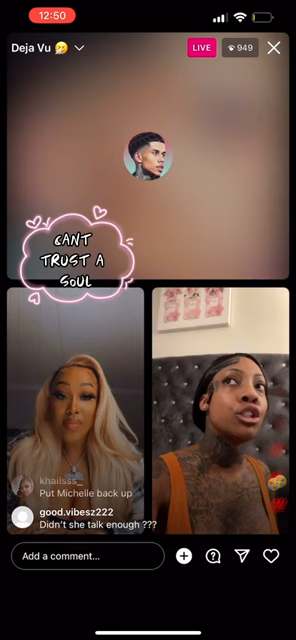 12:50
Deja Vu 🤧
LIVE
949
CANT
TRUST A
SOUL
khailsss_
Put Michelle back up
good.vibesz222
Didn't she talk enough ???
Add a comment...